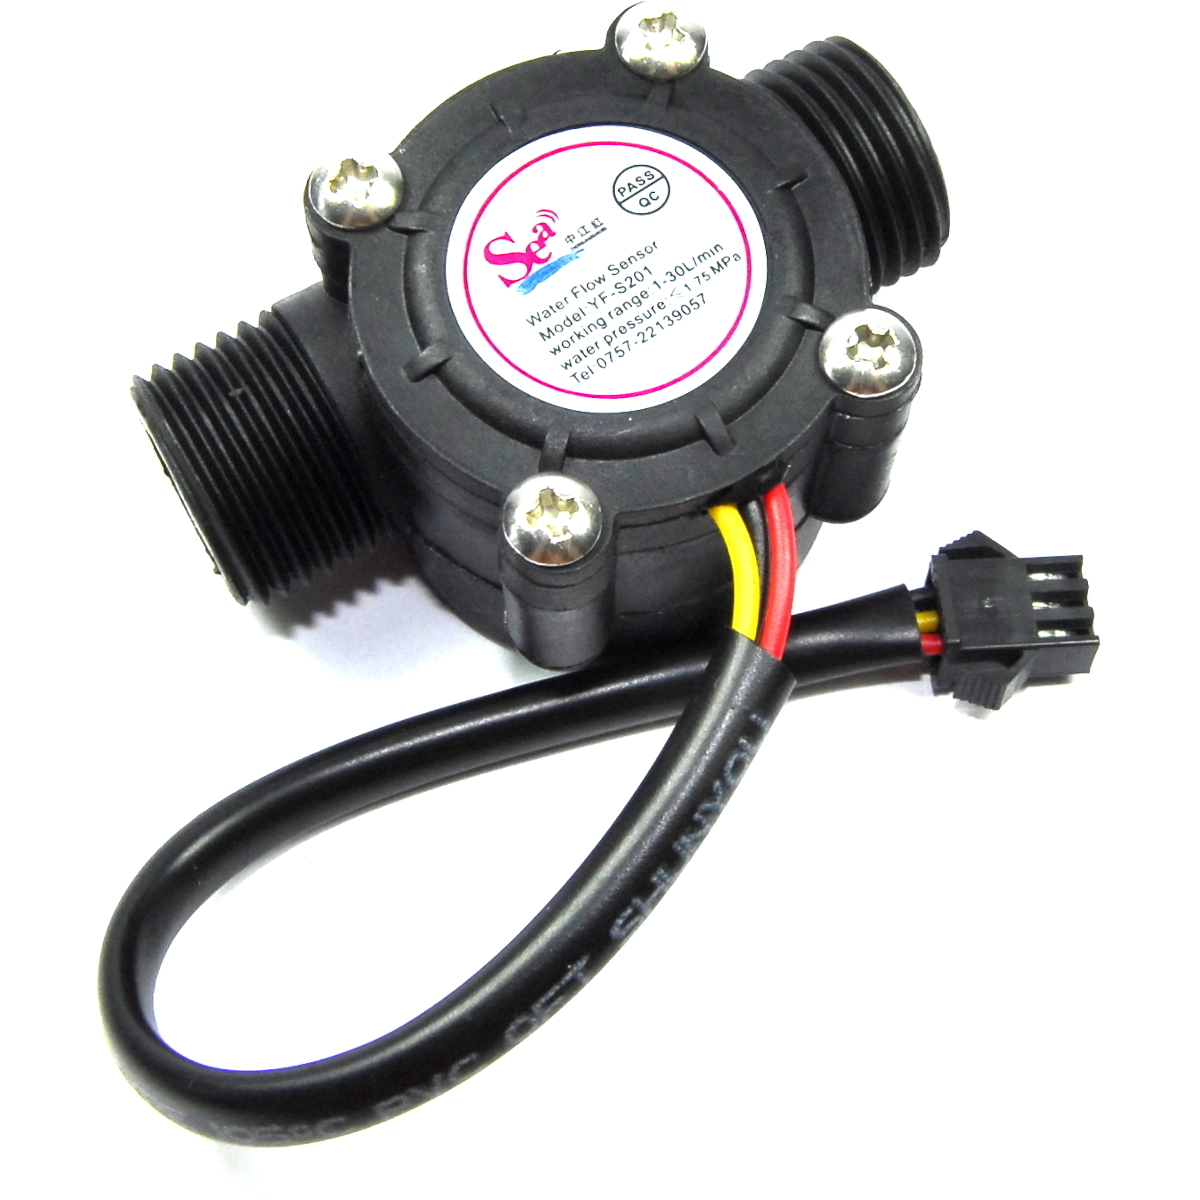 PASS
QC
Sea
中江虹
Water Flow Sensor
Model:YF-S201
working range:1-30L/min
water pressure:≤1.75MPa
Tel:0757-22139057